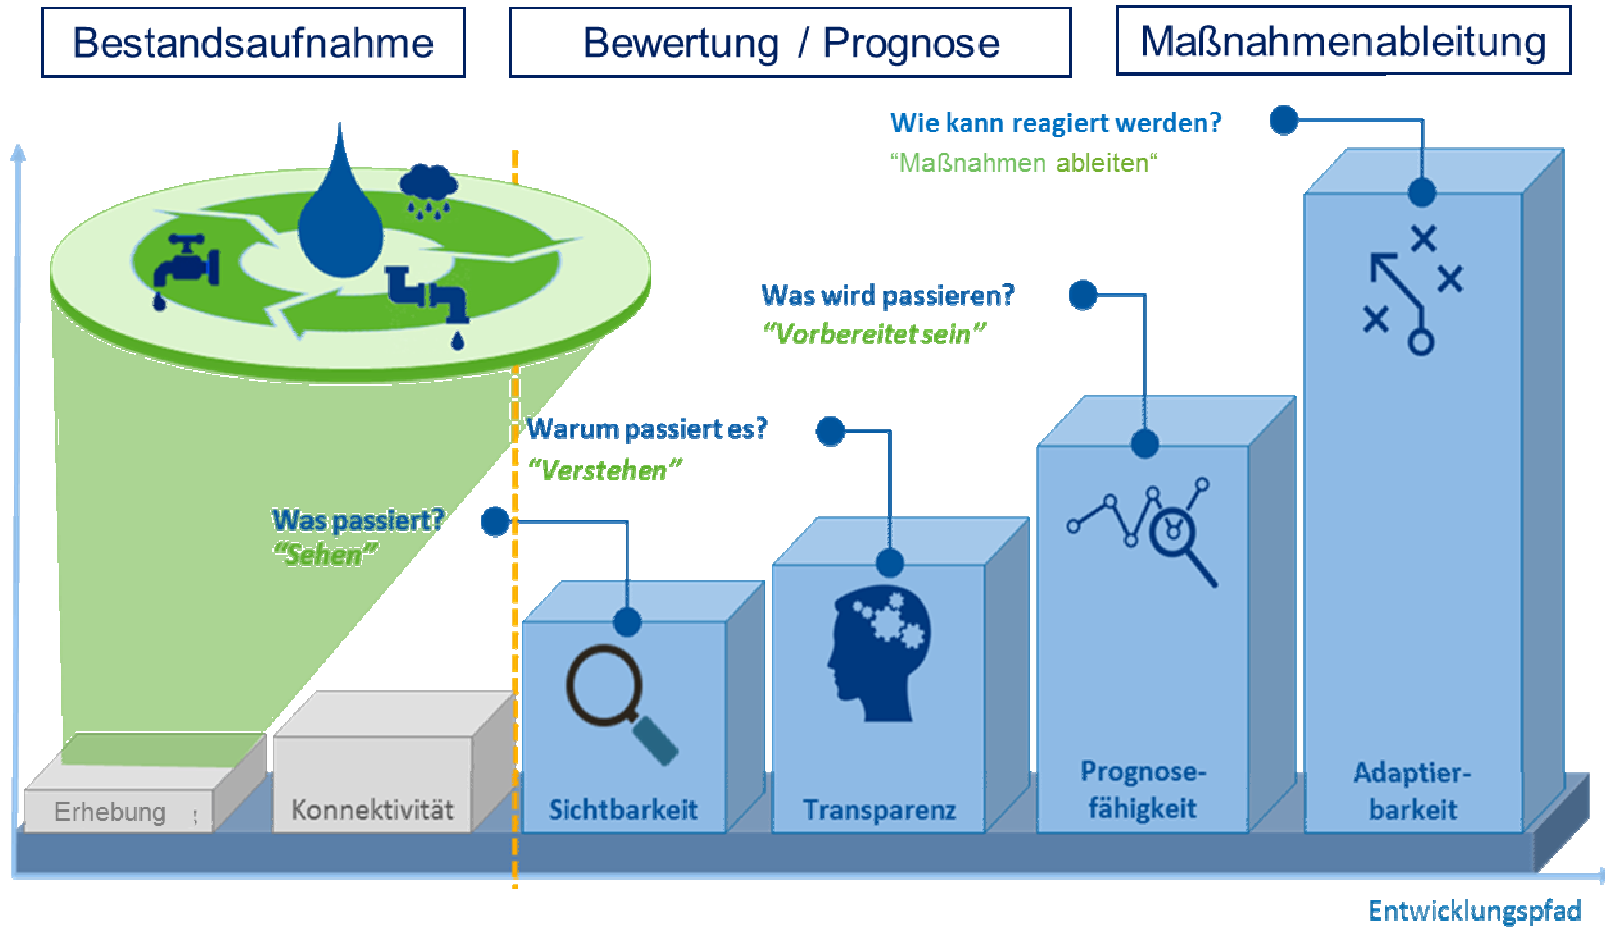 Bestandsaufnahme
Bewertung / Prognose
Maßnahmenableitung
Wie kann reagiert werden?
“Maßnahmen ableiten“
Was wird passieren?
“Vorbereitet sein”
Warum passiert es?
“Verstehen”
Was passiert?
“Sehen”
Erhebung ;
Konnektivität
Sichtbarkeit
Transparenz
Prognose-
fähigkeit
Adaptier-
barkeit
Entwicklungspfad